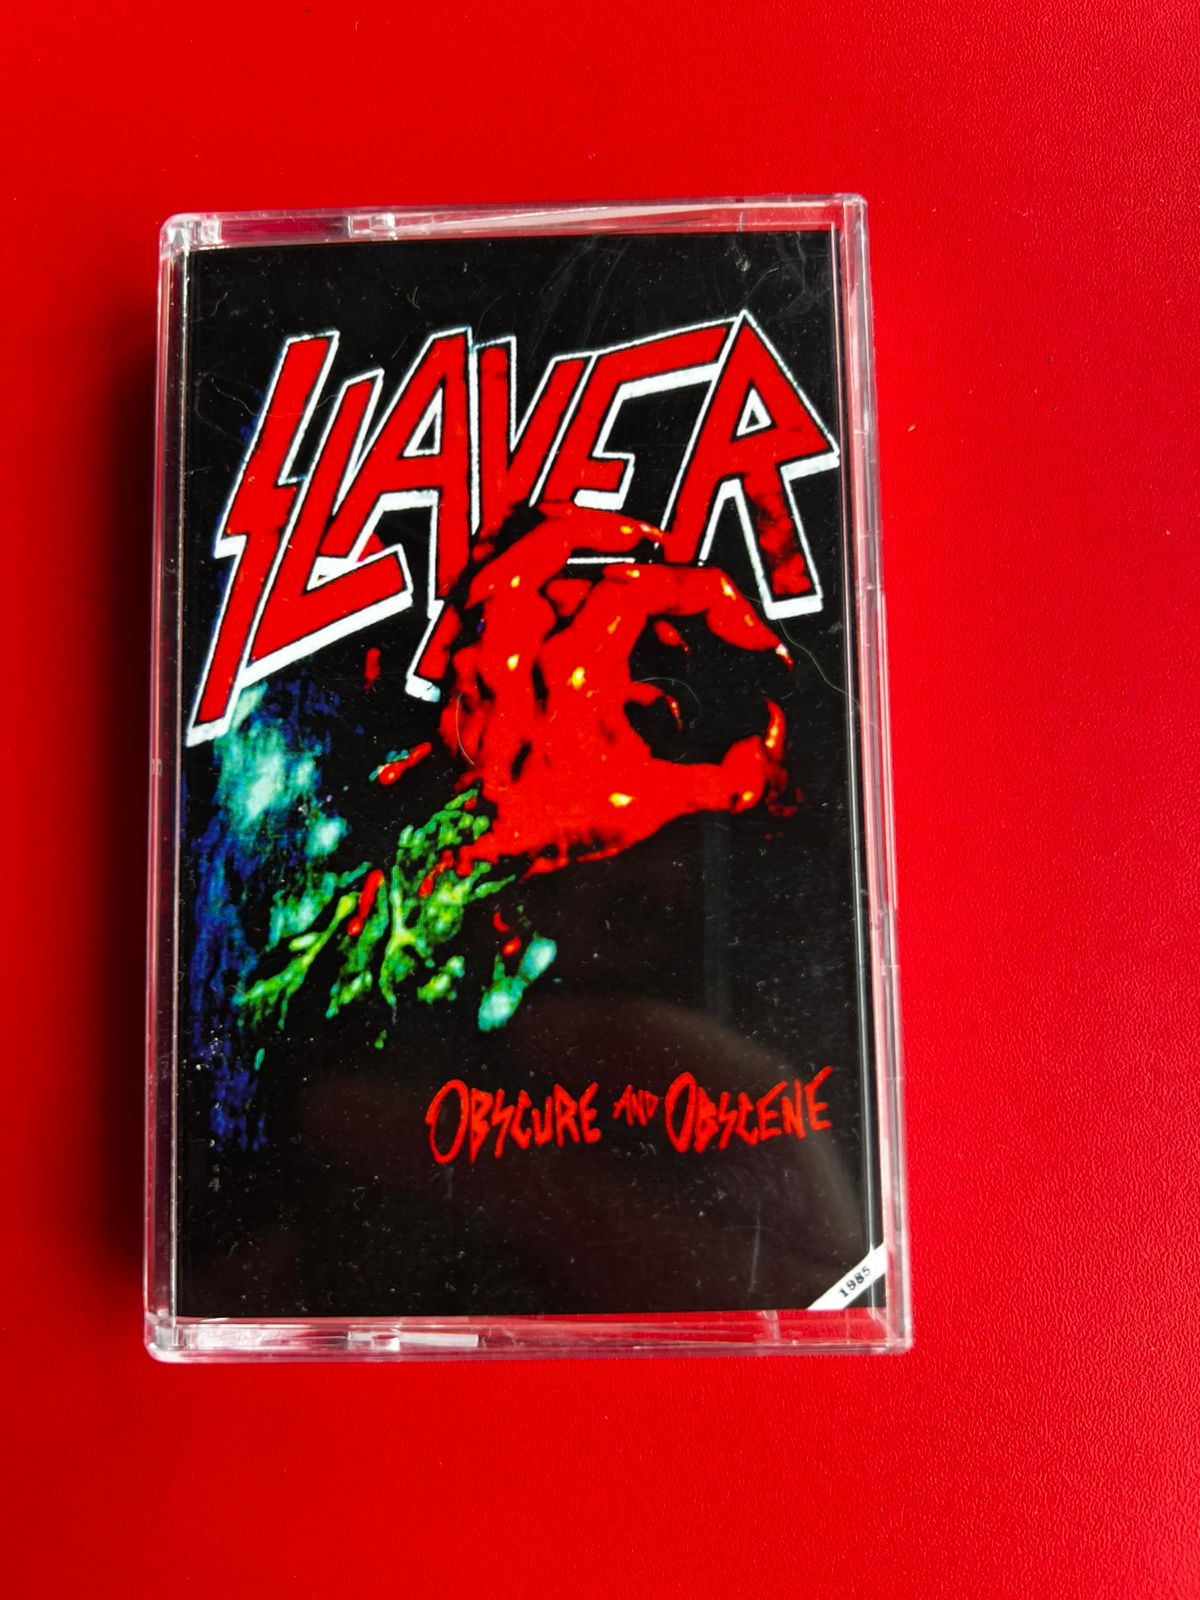 SLAYER
OBSCURE AND OBSCENE
1985